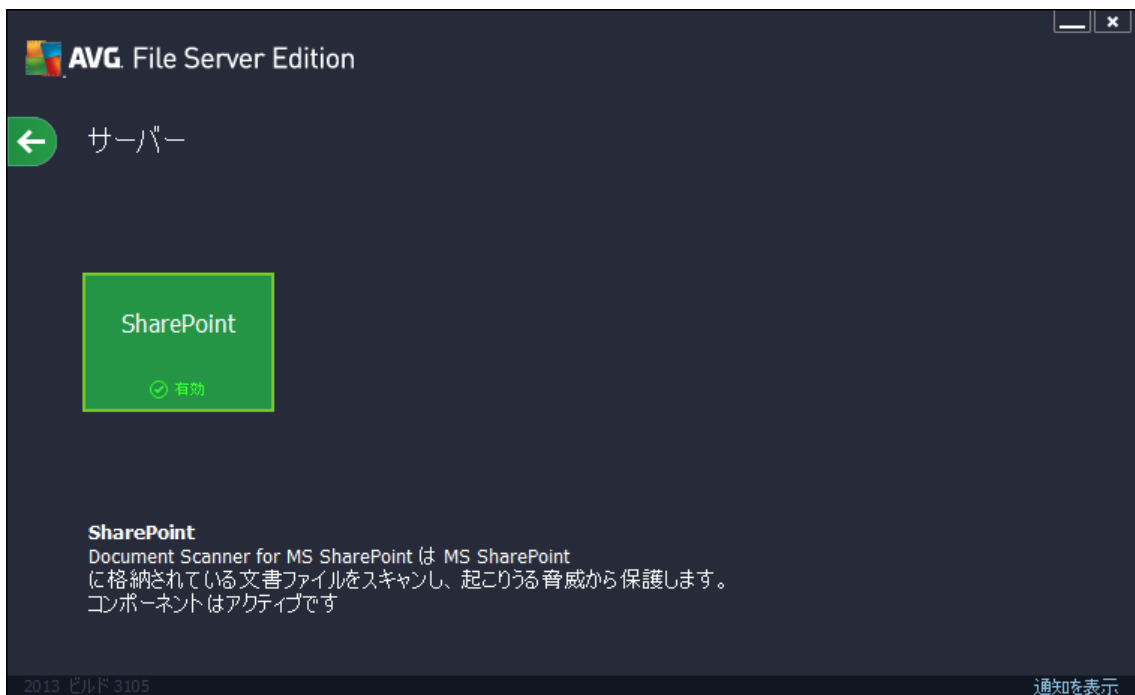 AVG. File Server Edition
サーバー
SharePoint
有効
SharePoint
Document Scanner for MS SharePoint は MS SharePoint
に格納されている文書ファイルをスキャンし、起こりうる脅威から保護します。
コンポーネントはアクティブです
2013 ビルド 3105
通知を表示